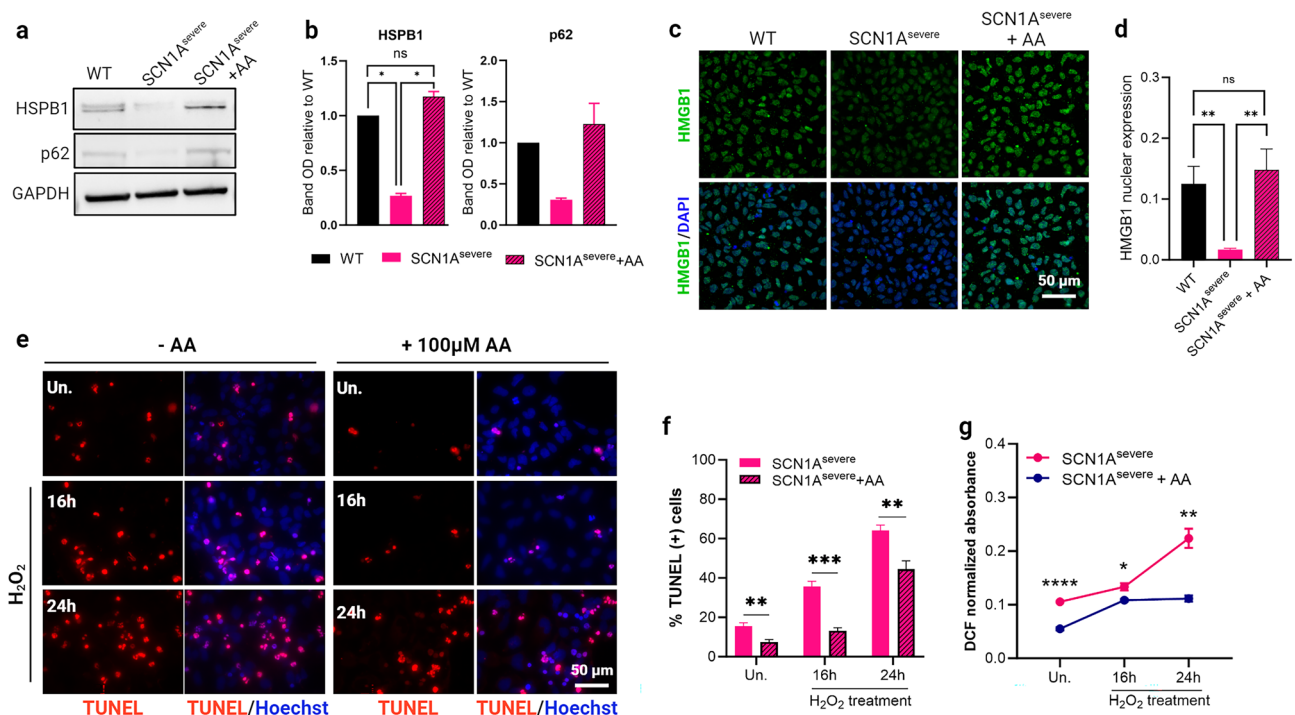 a
WT
SCN1Asevere
SCN1Asevere
+AA
HSPB1
p62
GAPDH
b
HSPB1
Band OD relative to WT
1.5
1.0
0.5
0.0
ns
*
*
p62
Band OD relative to WT
2.0
1.5
1.0
0.5
0.0
WT
SCN1Asevere
SCN1Asevere+AA
c
WT
SCN1Asevere
SCN1Asevere
+ AA
HMGB1
HMGB1/DAPI
50 µm
d
HMGB1 nuclear expression
0.3
0.2
0.1
0.0
ns
**
**
WT
SCN1Asevere
SCN1Asevere + AA
e
- AA
+ 100µM AA
Un.
Un.
H2O2
16h
16h
24h
24h
50 µm
TUNEL
TUNEL/Hoechst
TUNEL
TUNEL/Hoechst
f
% TUNEL (+) cells
100
80
60
40
20
0
SCN1Asevere
SCN1Asevere+AA
**
***
**
Un.
16h
24h
H2O2 treatment
g
DCF normalized absorbance
0.4
0.3
0.2
0.1
0.0
SCN1Asevere
SCN1Asevere + AA
****
*
**
Un.
16h
24h
H2O2 treatment